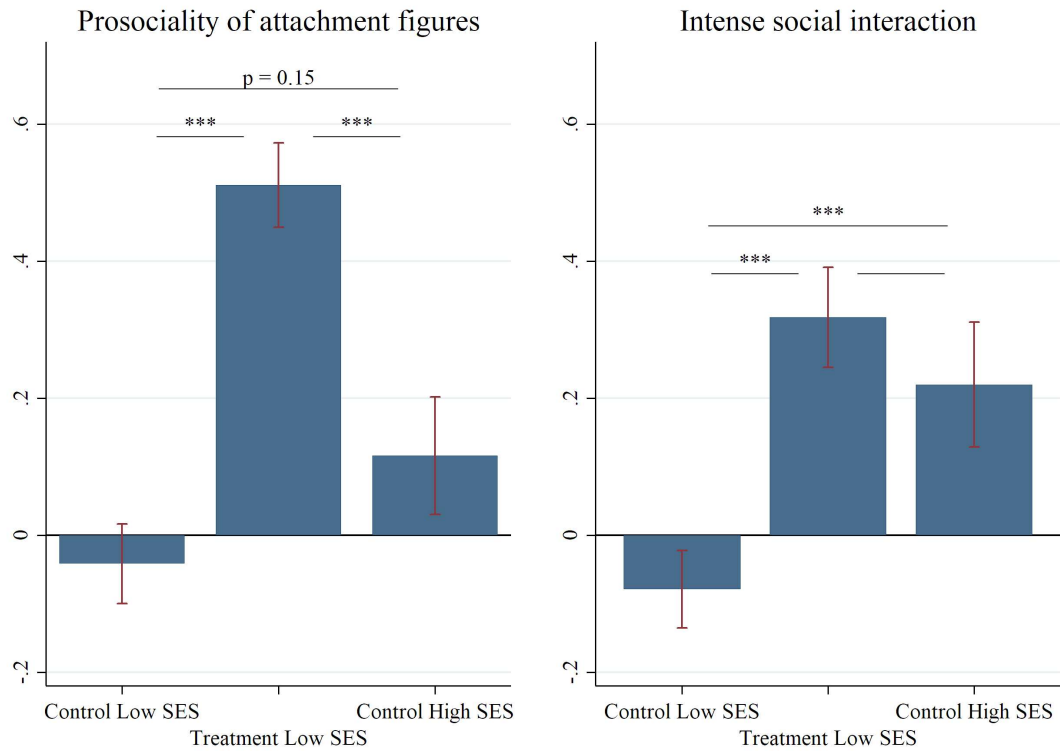 Prosociality of attachment figures
p = 0.15
***
***
.6
.4
.2
0
-.2
Control Low SES
Treatment Low SES
Control High SES
Intense social interaction
***
***
.6
.4
.2
0
-.2
Control Low SES
Treatment Low SES
Control High SES